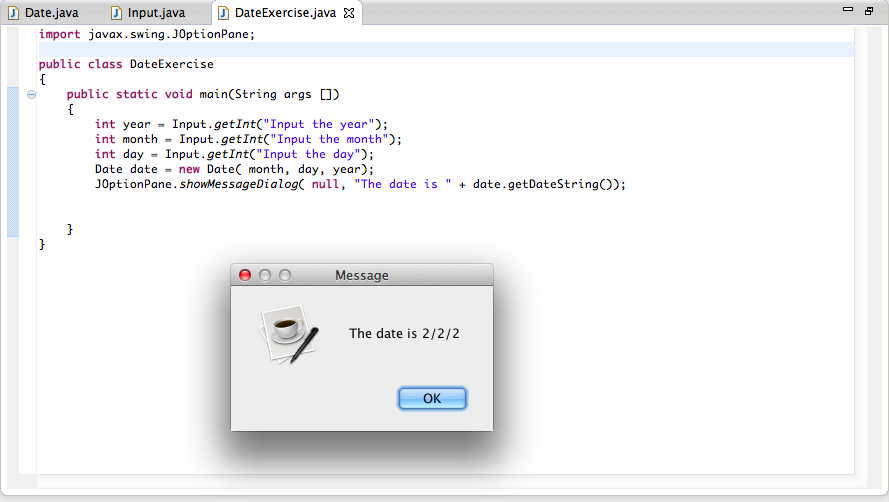 Date.java Input.java DateExercise.java
import javax.swing.JOptionPane;
public class DateExercise
{
public static void main(String args [])
{
int year = Input.getInt("Input the year");
int month = Input.getInt("Input the month");
int day = Input.getInt("Input the day");
Date date = new Date( month, day, year);
JOptionPane.showMessageDialog( null, "The date is " + date.getDateString());
}
}
Message
The date is 2/2/2
OK